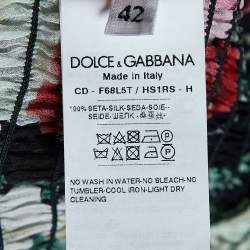 42
DOLCE & GABBANA
Made in Italy
CD - F68L5T / HS1RS - H
100% SETA-SILK-SEDA-SOIE--
SEIDE-ШЕЛК-
NO WASH IN WATER-NO BLEACH-NO
TUMBLER-COOL IRON-LIGHT DRY
CLEANING